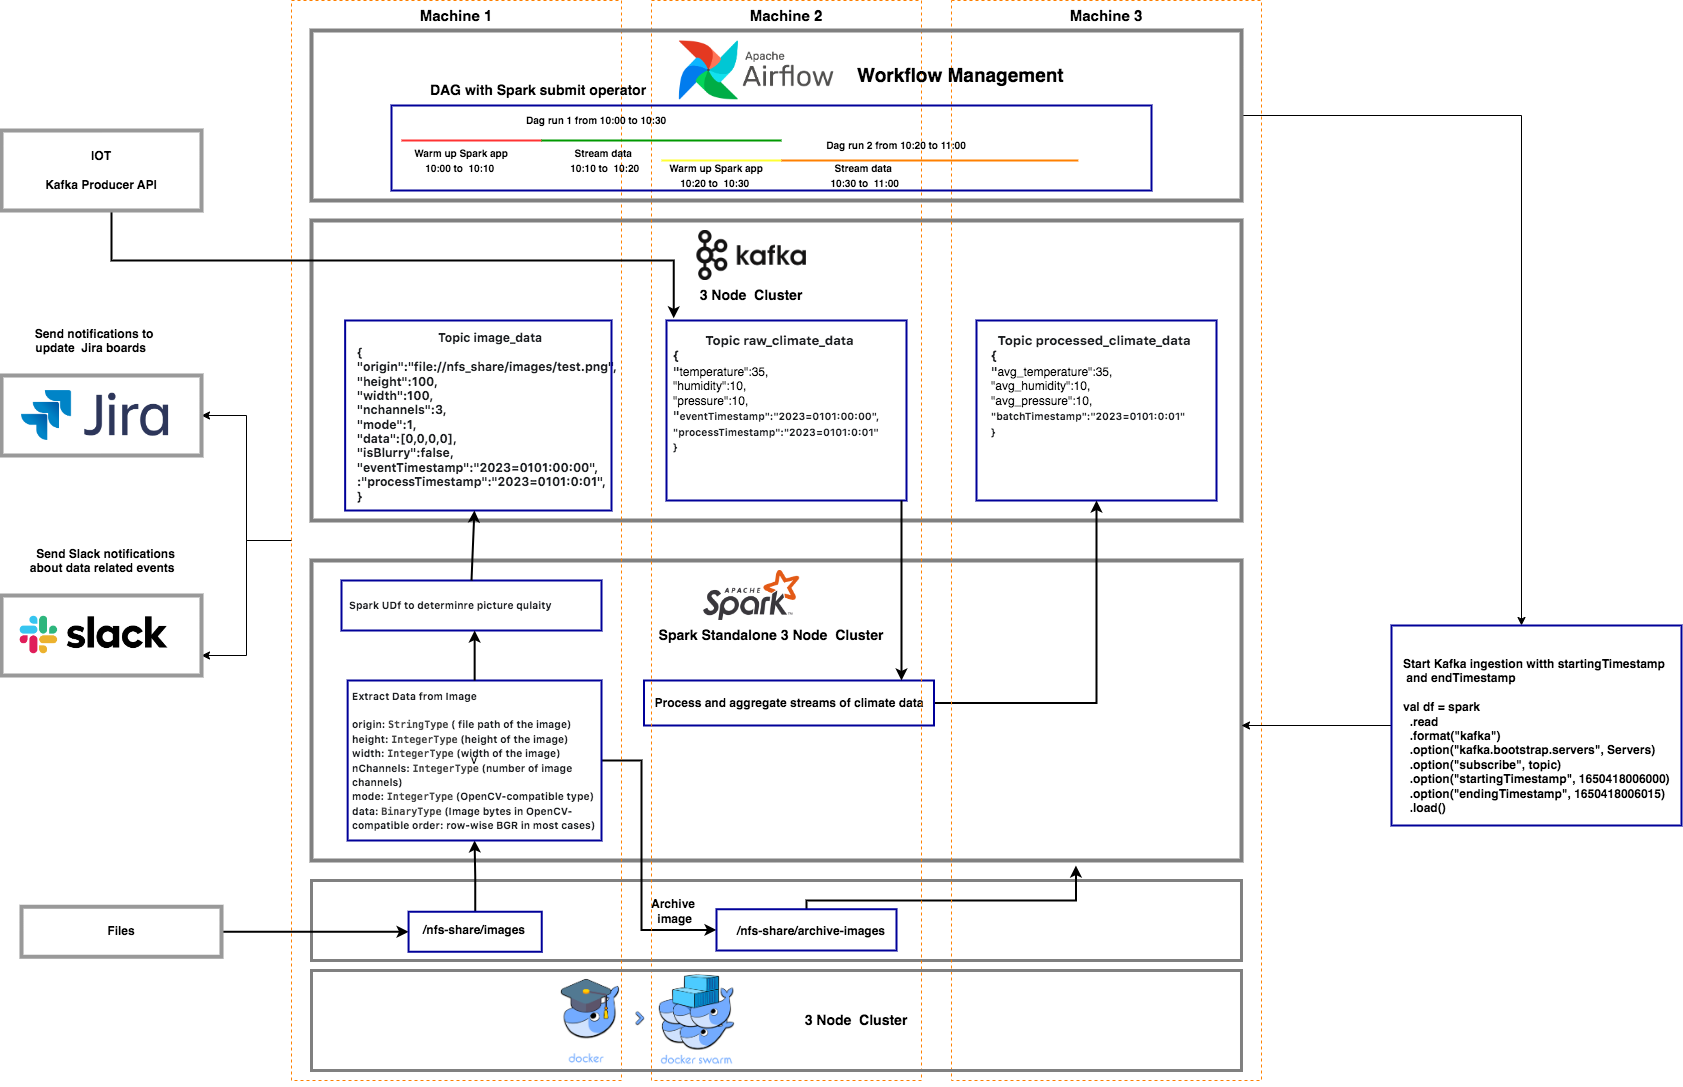 Machine 1
Machine 2
Machine 3
Apache
Airflow
Workflow Management
DAG with Spark submit operator
Dag run 1 from 10:00 to 10:30
Dag run 2 from 10:20 to 11:00
Warm up Spark app
10:00 to 10:10
Stream data
10:10 to 10:20
Warm up Spark app
10:20 to 10:30
Stream data
10:30 to 11:00
IOT
Kafka Producer API
kafka
3 Node Cluster
Topic image_data
{
"origin":"file://nfs_share/images/test.png",
"height":100,
"width":100,
"nchannels":3,
"mode":1,
"data":[0,0,0,0],
"isBlurry":false,
"eventTimestamp":"2023=0101:00:00",
:"processTimestamp":"2023=0101:0:01",
}
Topic raw_climate_data
{
"temperature":35,
"humidity":10,
"pressure":10,
"eventTimestamp":"2023=0101:00:00",
"processTimestamp":"2023=0101:0:01"
}
Topic processed_climate_data
{
"avg_temperature":35,
"avg_humidity":10,
"avg_pressure":10,
"batchTimestamp":"2023=0101:0:01"
}
Send notifications to
update Jira boards
Jira
Send Slack notifications
about data related events
slack
Spark UDf to determinre picture qulaity
APACHE
Spark
TM
Spark Standalone 3 Node Cluster
Extract Data from Image
origin: StringType ( file path of the image)
height: IntegerType (height of the image)
width: IntegerType (width of the image)
nChannels: IntegerType (number of image
channels)
mode: IntegerType (OpenCV-compatible type)
data: BinaryType (Image bytes in OpenCV-
compatible order: row-wise BGR in most cases)
Process and aggregate streams of climate data
Start Kafka ingestion witth startingTimestamp
and endTimestamp
val df = spark
.read
.format("kafka")
.option("kafka.bootstrap.servers", Servers)
.option("subscribe", topic)
.option("startingTimestamp", 1650418006000)
.option("endingTimestamp", 1650418006015)
.load()
Files
/nfs-share/images
Archive
image
/nfs-share/archive-images
docker
docker swarm
3 Node Cluster